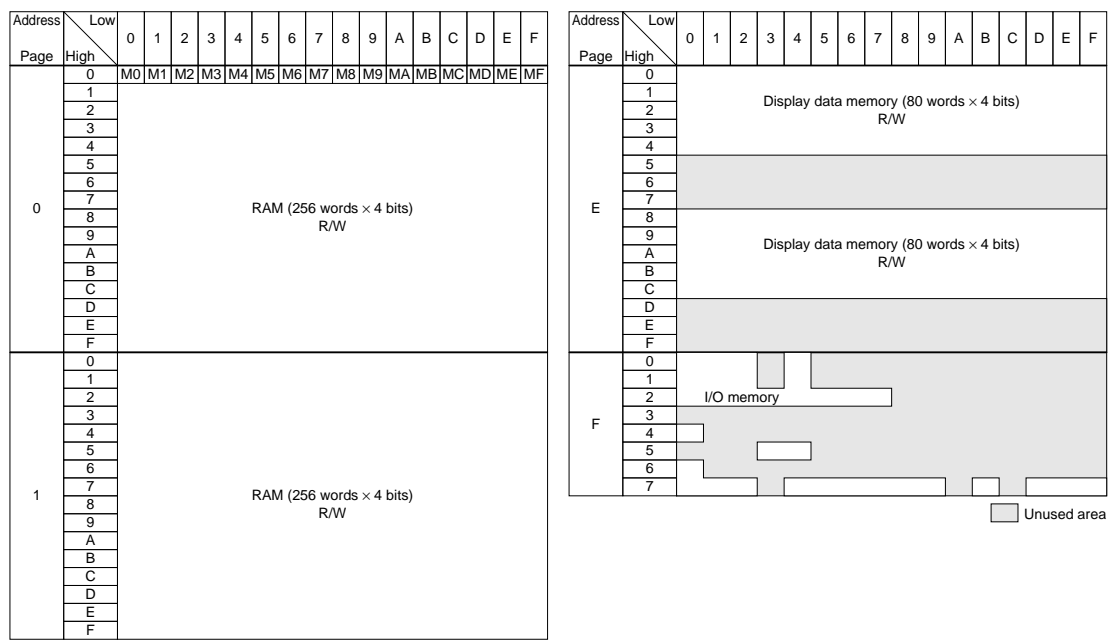 Address Low
0 1 2 3 4 5 6 7 8 9 A B C D E F
Page High
0 M0 M1 M2 M3 M4 M5 M6 M7 M8 M9 MA MB MC MD ME MF
1
2
3
4
5
6
7
0
RAM (256 words × 4 bits)
R/W
8
9
A
B
C
D
E
F
0
1
2
3
4
5
6
7
1
RAM (256 words × 4 bits)
R/W
8
9
A
B
C
D
E
F
Address Low
0 1 2 3 4 5 6 7 8 9 A B C D E F
Page High
0
1
Display data memory (80 words × 4 bits)
R/W
2
3
4
5
6
7
E
8
9
Display data memory (80 words × 4 bits)
R/W
A
B
C
D
E
F
0
1
2 I/O memory
3
F
4
5
6
7
Unused area